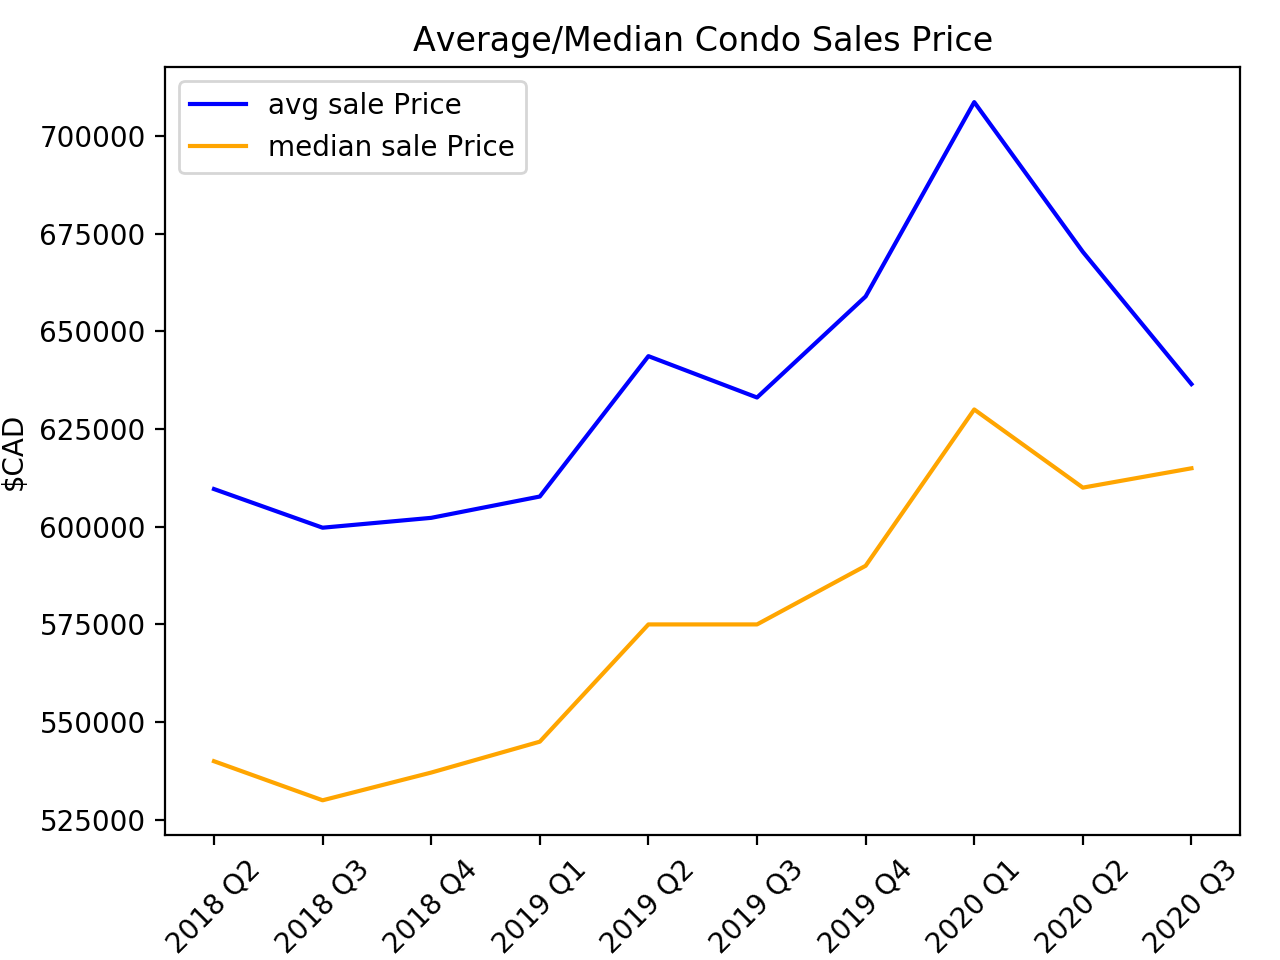 Average/Median Condo Sales Price
avg sale Price
median sale Price
700000
675000
650000
625000
600000
575000
550000
525000
$CAD
2018 Q2
2018 Q3
2018 Q4
2019 Q1
2019 Q2
2019 Q3
2019 Q4
2020 Q1
2020 Q2
2020 Q3